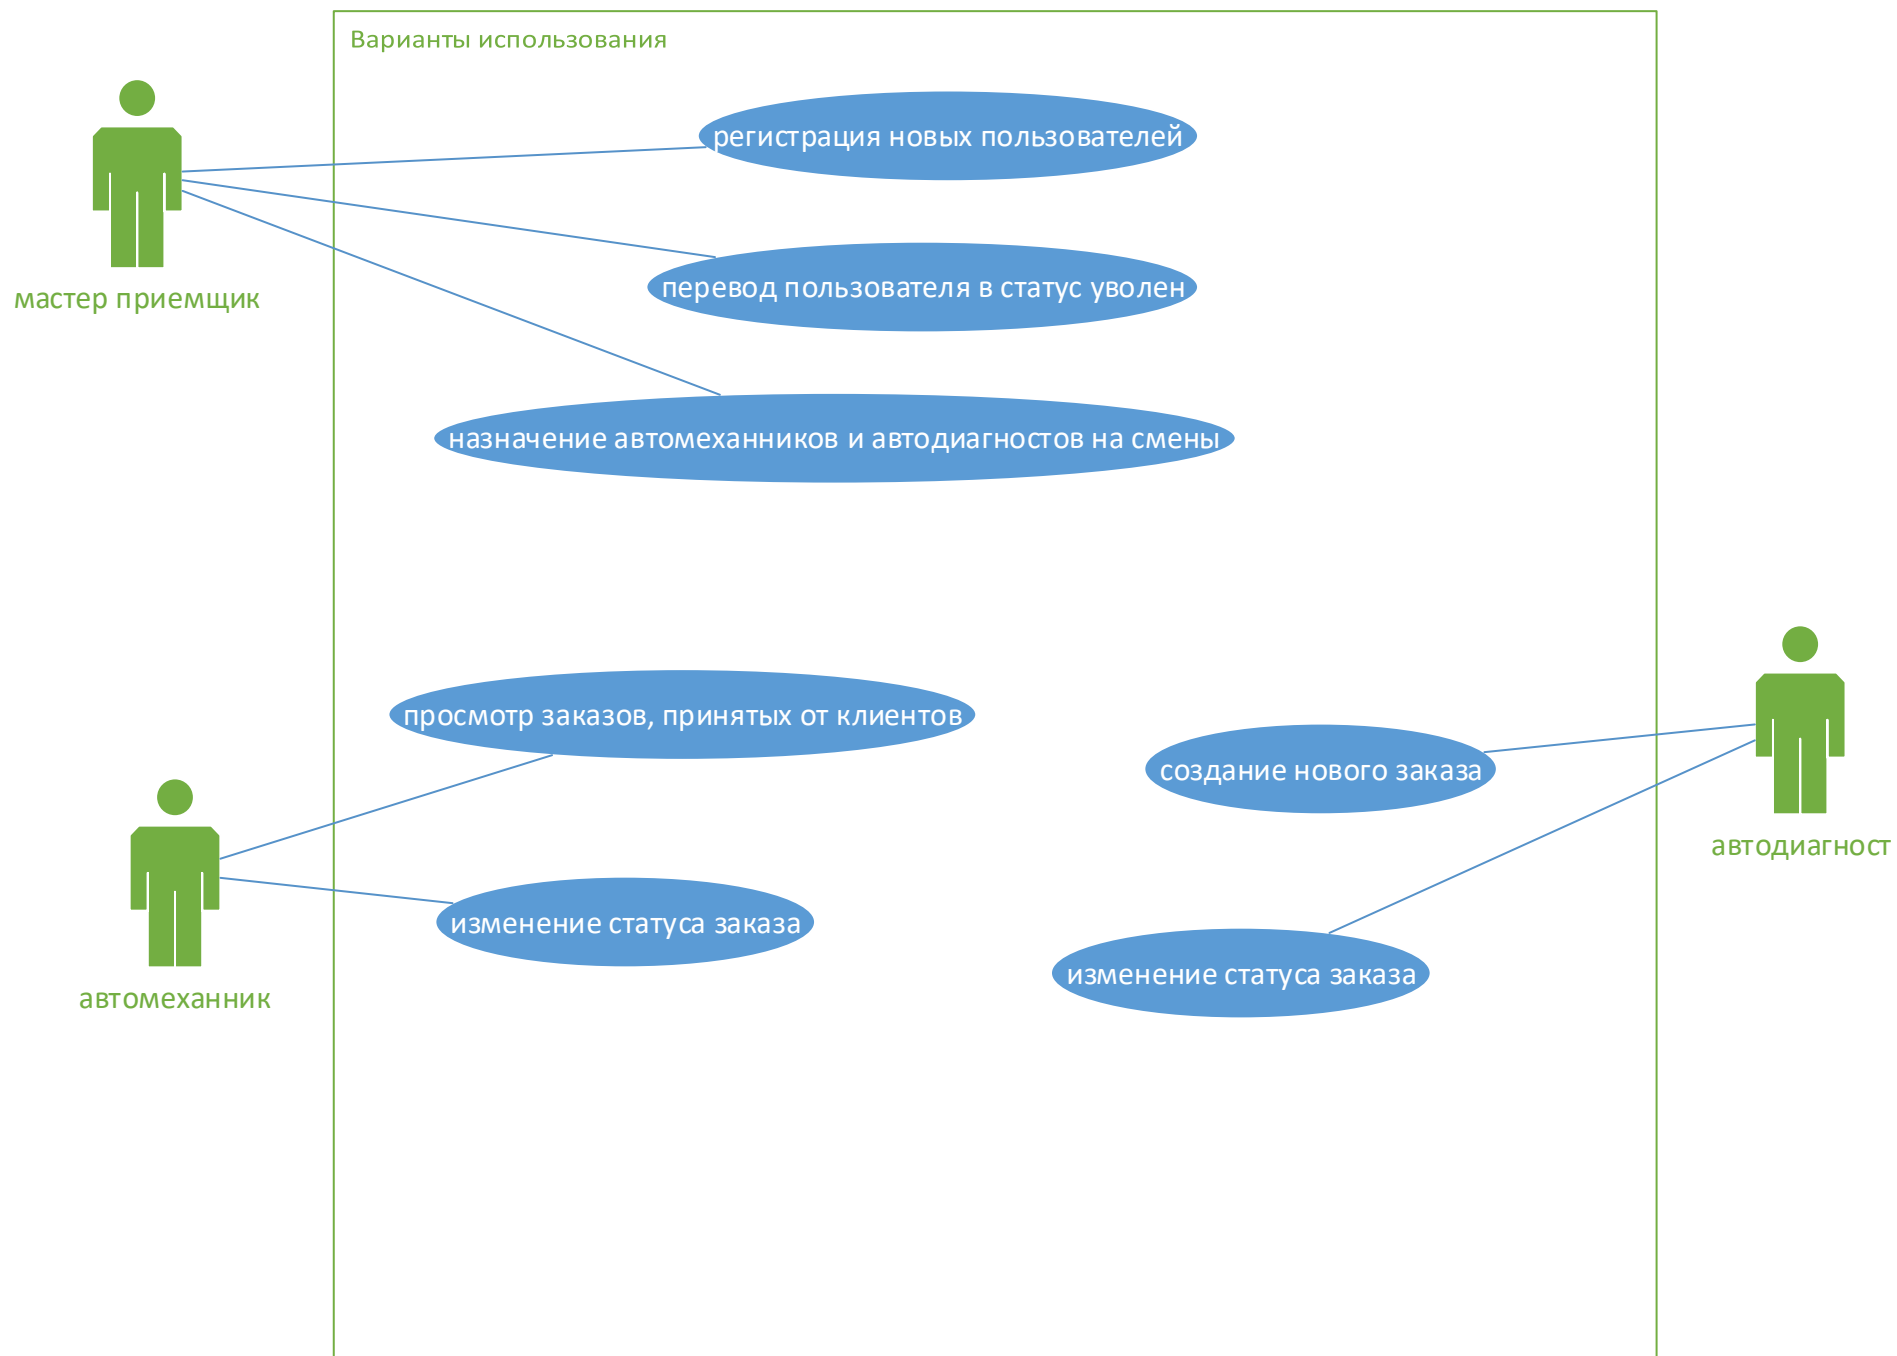 Варианты использования
регистрация новых пользователей
перевод пользователя в статус уволен
мастер приемщик
назначение автомеханников и автодиагностов на смены
просмотр заказов, принятых от клиентов
создание нового заказа
автодиагност
изменение статуса заказа
изменение статуса заказа
автомеханник